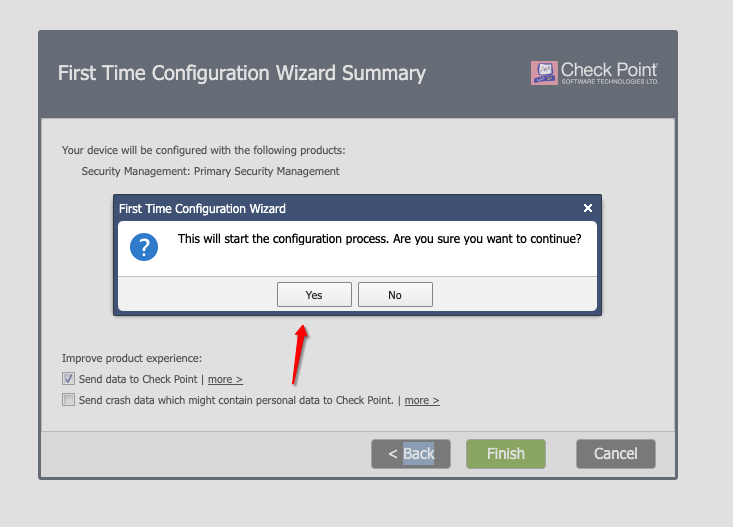 First Time Configuration Wizard Summary
Check Point
SOFTWARE TECHNOLOGIES LTD.
Your device will be configured with the following products:
Security Management: Primary Security Management
First Time Configuration Wizard
This will start the configuration process. Are you sure you want to continue?
Yes No
Improve product experience:
Send data to Check Point | more >
Send crash data which might contain personal data to Check Point. | more >
< Back Finish Cancel